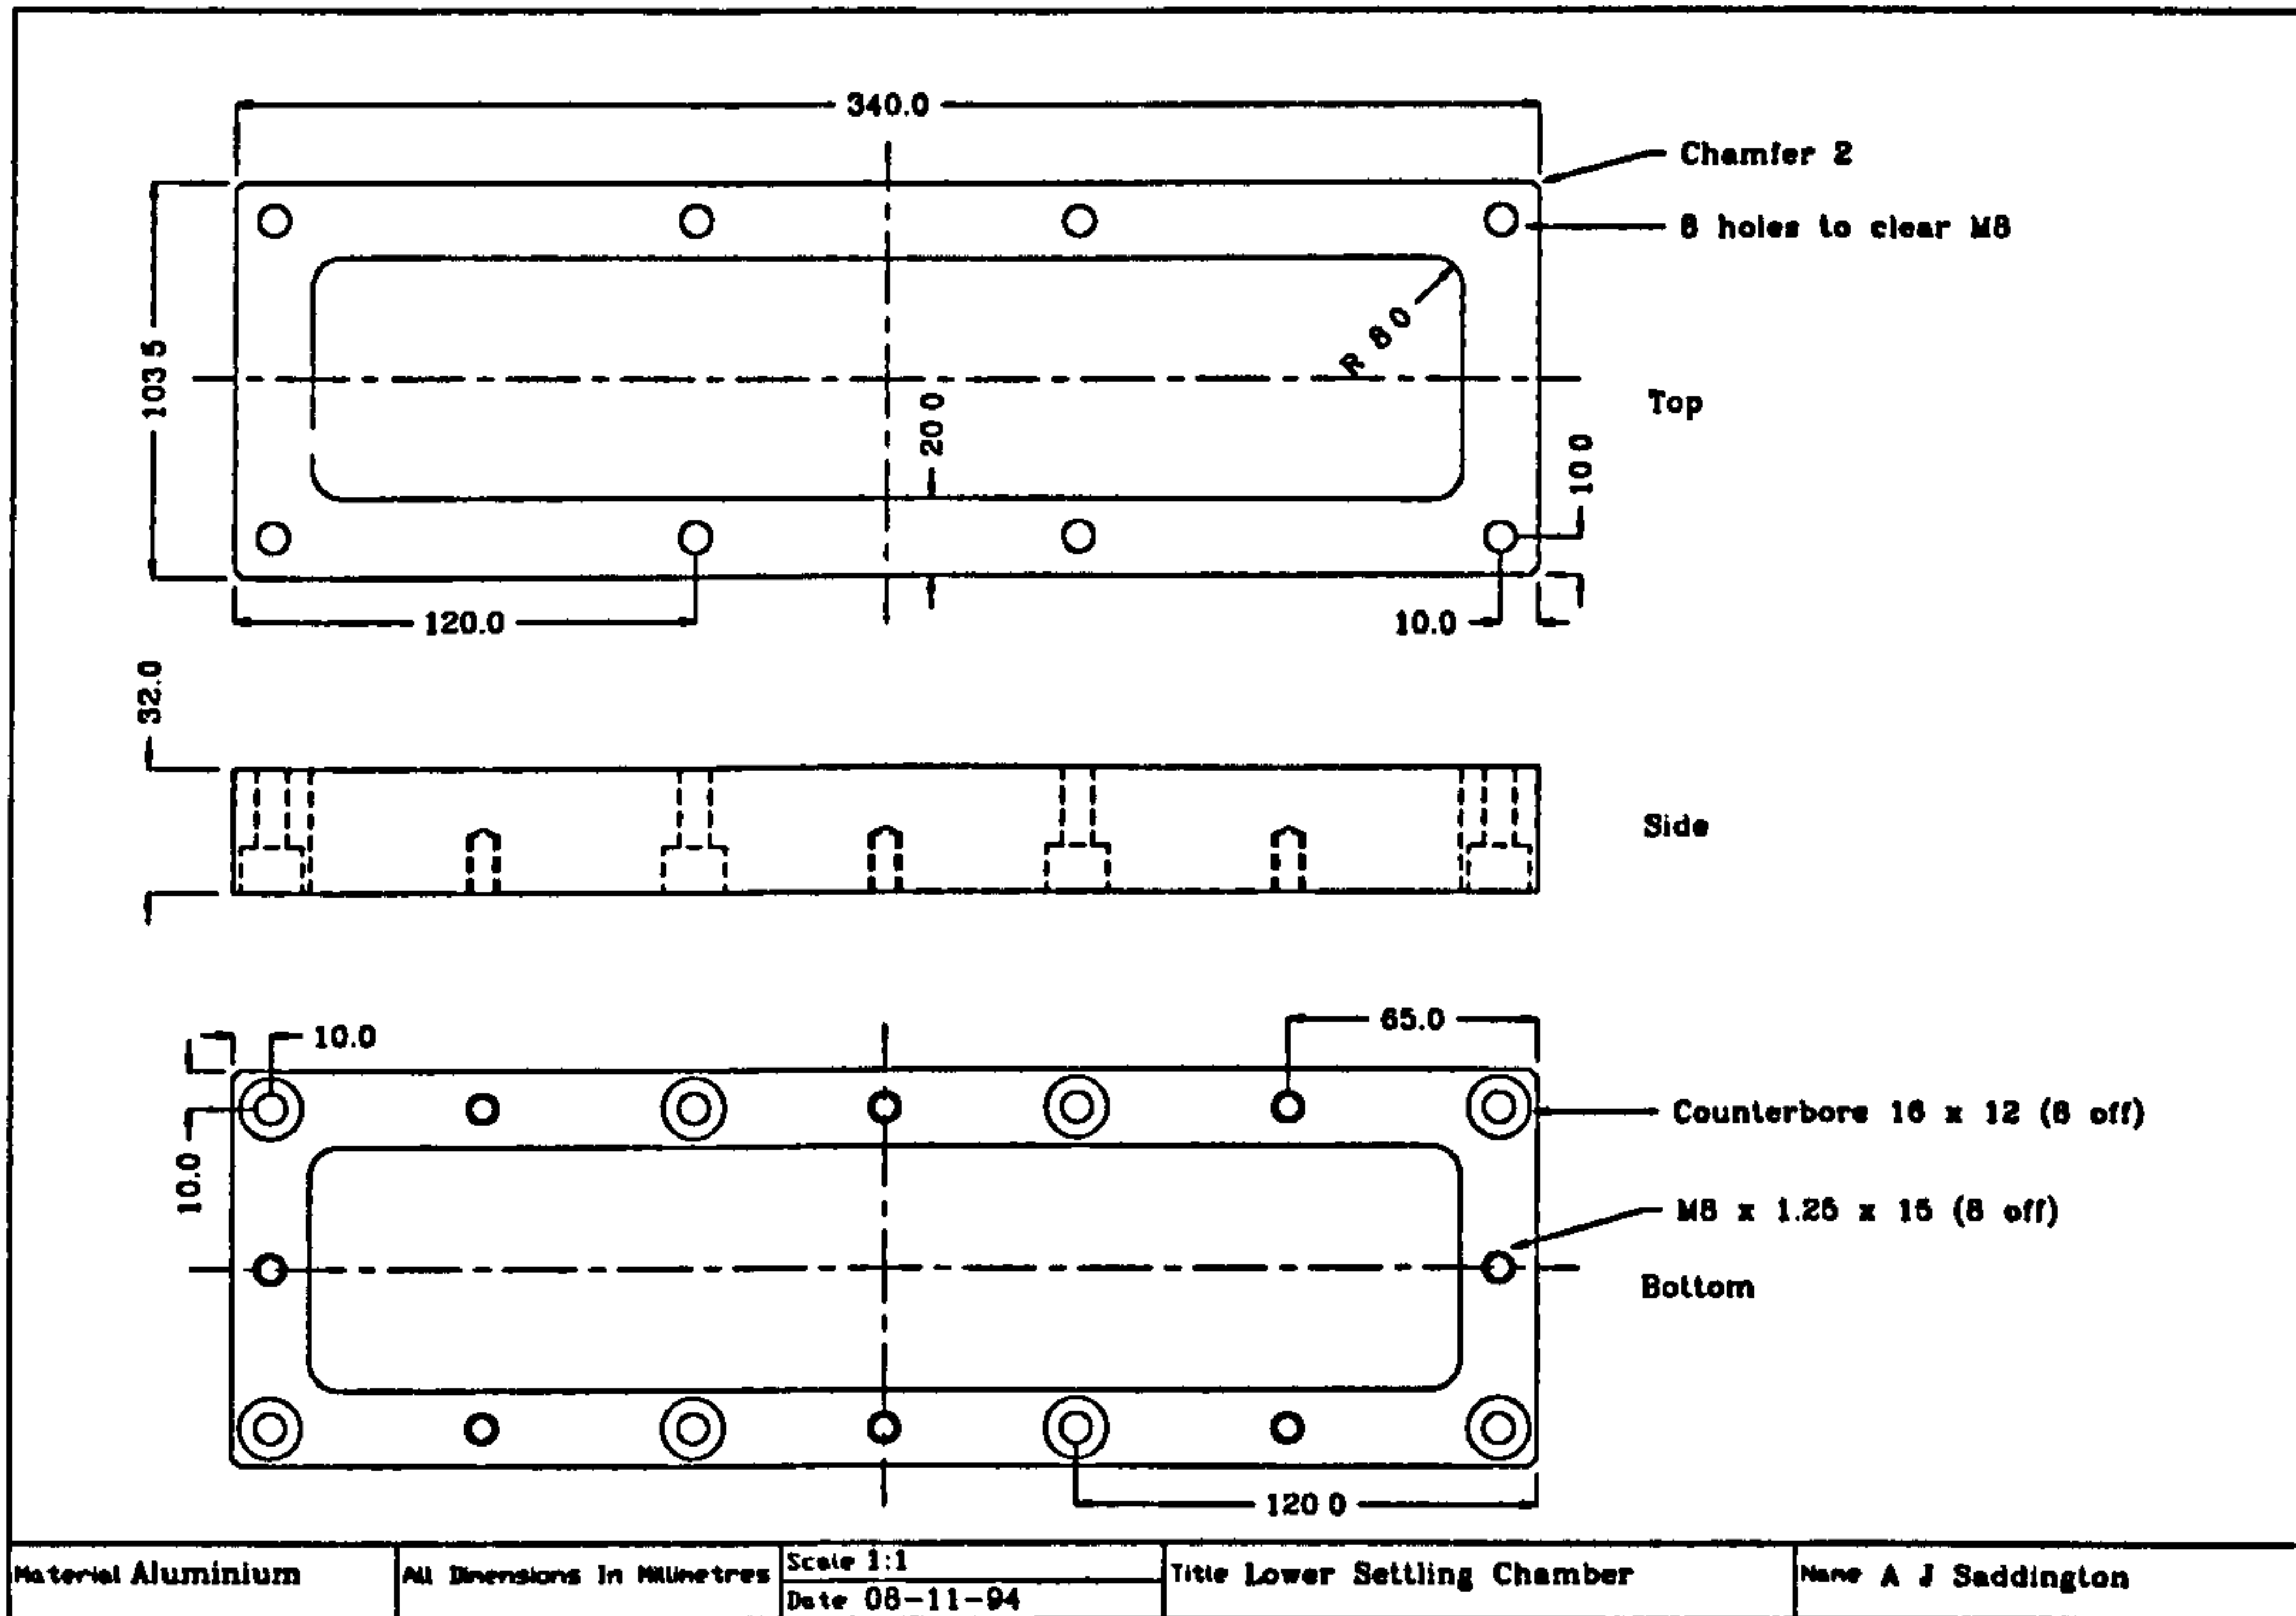 340.0
Chamfer 2
8 holes to clear M8
103.5
R 8.0
20.0
Top
10.0
120.0
10.0
32.0
Side
10.0
65.0
10.0
Counterbore 16 x 12 (8 off)
M8 x 1.25 x 15 (8 off)
Bottom
120.0
Material Aluminium
All Dimensions In Millimetres
Scale 1:1
Date 08-11-94
Title Lower Settling Chamber
Name A J Saddington